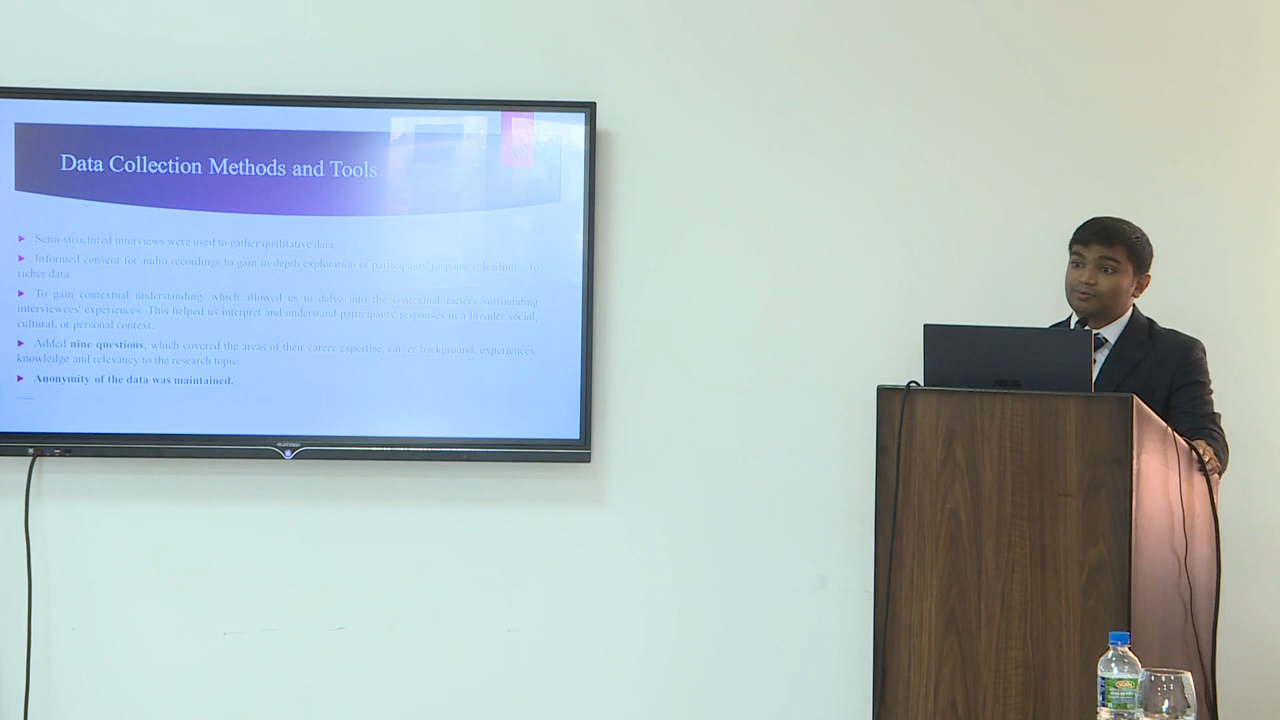 10
Data Collection Methods and Tools
Semi-structured interviews were used to gather qualitative data.
Informed consent for audio recordings to gain in-depth exploration of participants' responses, leading to
richer data.
To gain contextual understanding, which allowed us to delve into the contextual factors surrounding
interviewees' experiences. This helped us interpret and understand participants' responses in a broader social,
cultural, or personal context.
Added nine questions, which covered the areas of their career expertise, career background, experiences,
knowledge and relevancy to the research topic.
Anonymity of the data was maintained.
ASUS